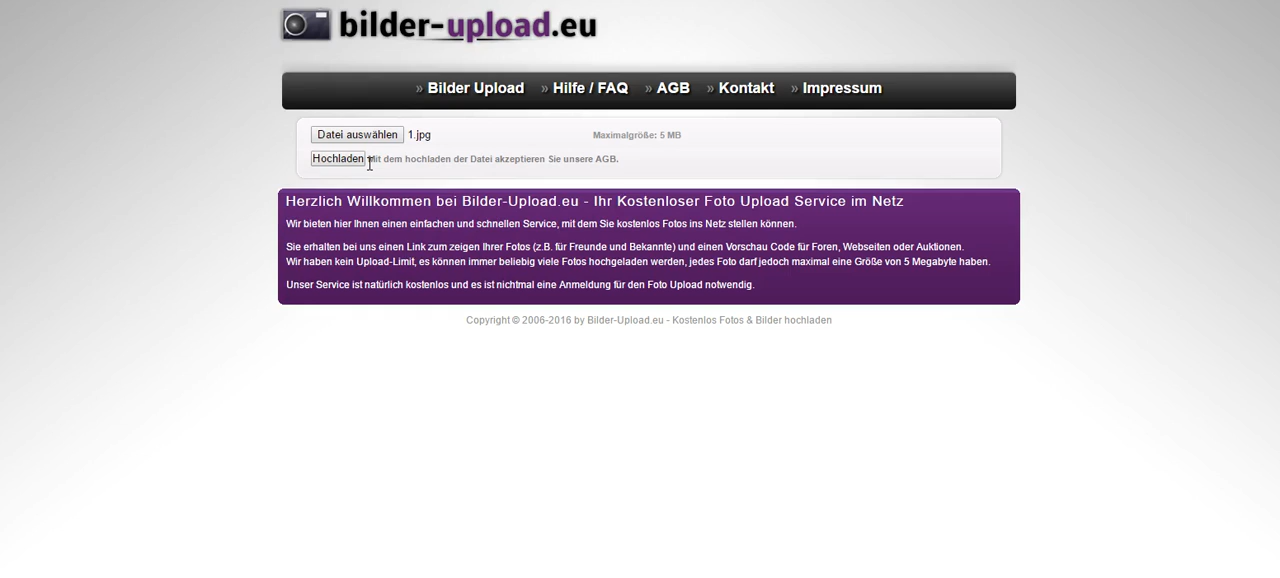 bilder-upload.eu
» Bilder Upload » Hilfe / FAQ » AGB » Kontakt » Impressum
Datei auswählen 1.jpg Maximalgröße: 5 MB
Hochladen Mit dem hochladen der Datei akzeptieren Sie unsere AGB.
Herzlich Willkommen bei Bilder-Upload.eu - Ihr Kostenloser Foto Upload Service im Netz
Wir bieten hier Ihnen einen einfachen und schnellen Service, mit dem Sie kostenlos Fotos ins Netz stellen können.
Sie erhalten bei uns einen Link zum zeigen Ihrer Fotos (z.B. für Freunde und Bekannte) und einen Vorschau Code für Foren, Webseiten oder Auktionen.
Wir haben kein Upload-Limit, es können immer beliebig viele Fotos hochgeladen werden, jedes Foto darf jedoch maximal eine Größe von 5 Megabyte haben.
Unser Service ist natürlich kostenlos und es ist nichtmal eine Anmeldung für den Foto Upload notwendig.
Copyright © 2006-2016 by Bilder-Upload.eu - Kostenlos Fotos & Bilder hochladen